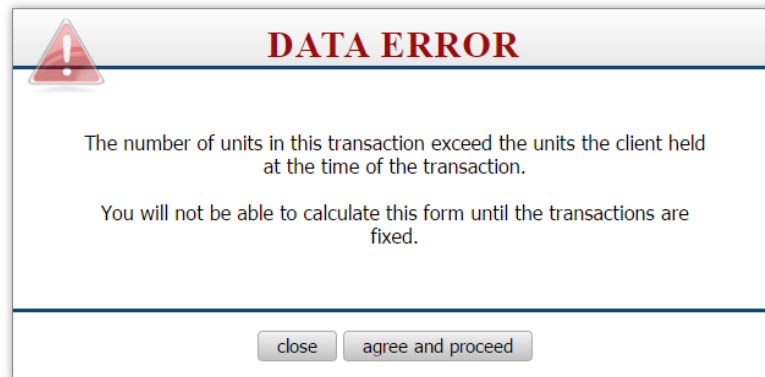 DATA ERROR
The number of units in this transaction exceed the units the client held
at the time of the transaction.
You will not be able to calculate this form until the transactions are
fixed.
close agree and proceed